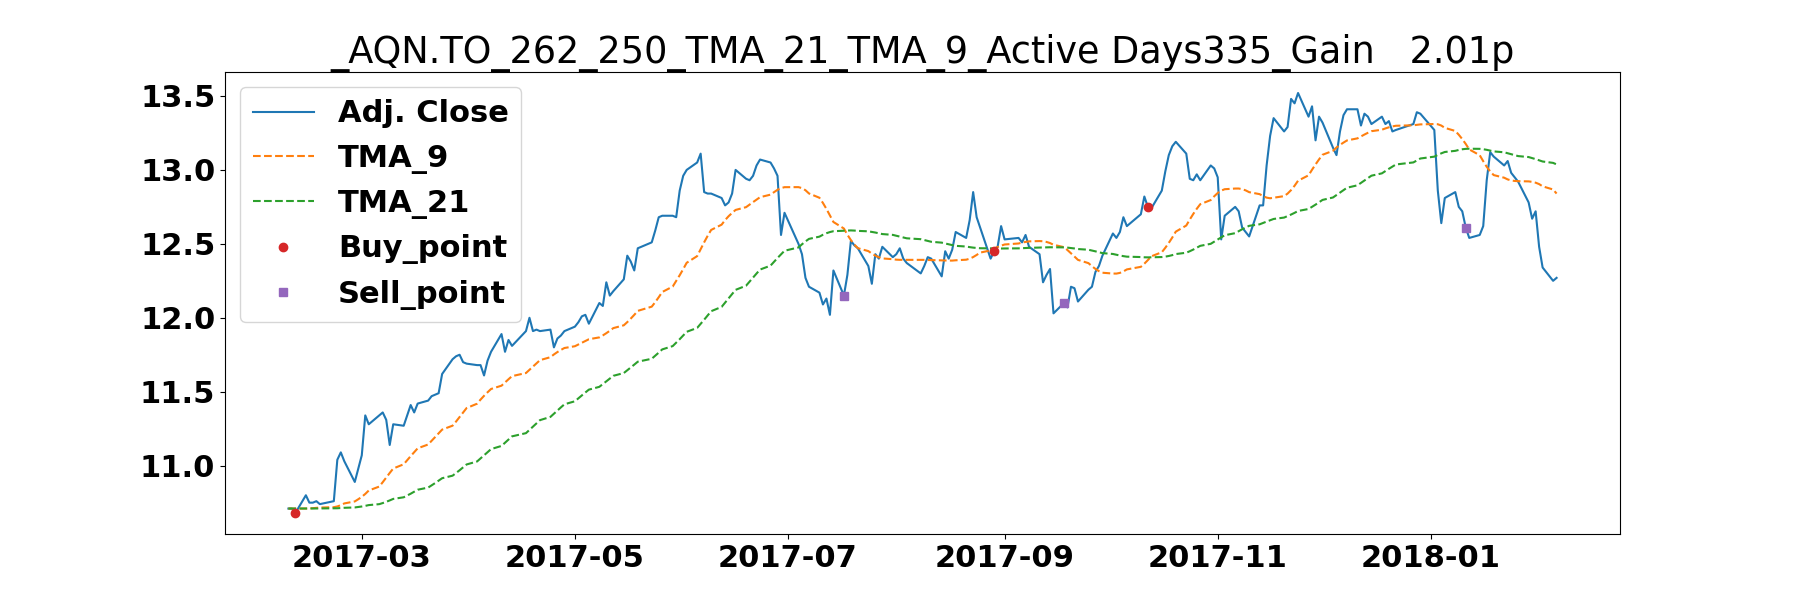 _AQN.TO_262_250_TMA_21_TMA_9_Active Days335_Gain   2.01p
Adj. Close
TMA_9
TMA_21
Buy_point
Sell_point
13.5
13.0
12.5
12.0
11.5
11.0
2017-03
2017-05
2017-07
2017-09
2017-11
2018-01